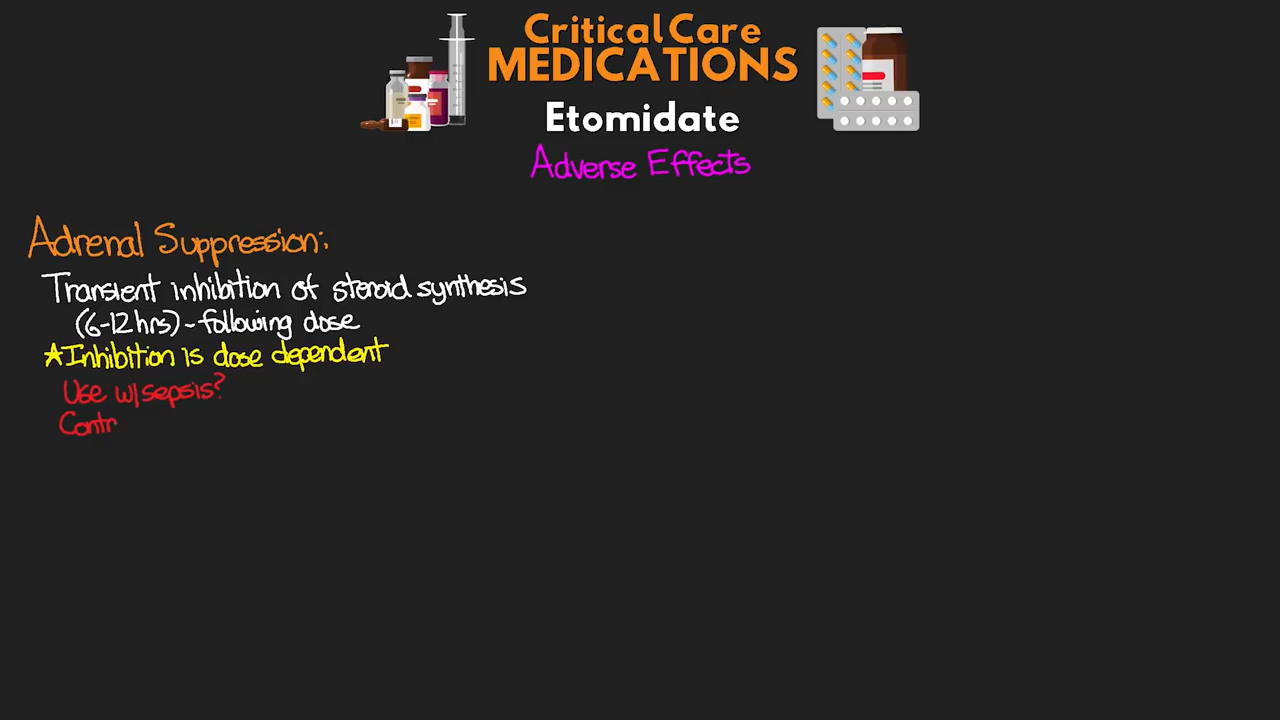 Critical Care
MEDICATIONS
Etomidate
Adverse Effects
Adrenal Suppression:
Transient inhibition of steroid synthesis
(6-12hrs)-following dose
★Inhibition is dose dependent
Use w/sepsis?
Contr